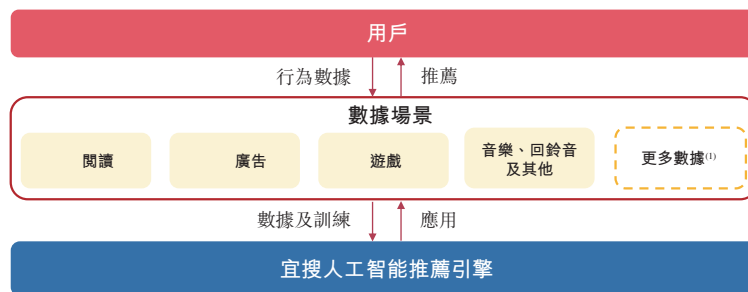 用戶
行為數據
推薦
數據場景
閱讀
廣告
遊戲
音樂、回鈴音
及其他
更多數據(1)
數據及訓練
應用
宜搜人工智能推薦引擎